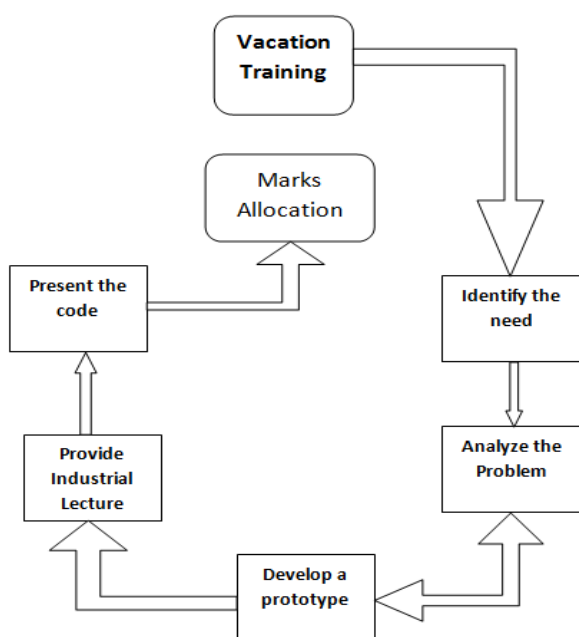 Vacation
Training
Marks
Allocation
Present the
code
Identify the
need
Provide
Industrial
Lecture
Analyze the
Problem
Develop a
prototype